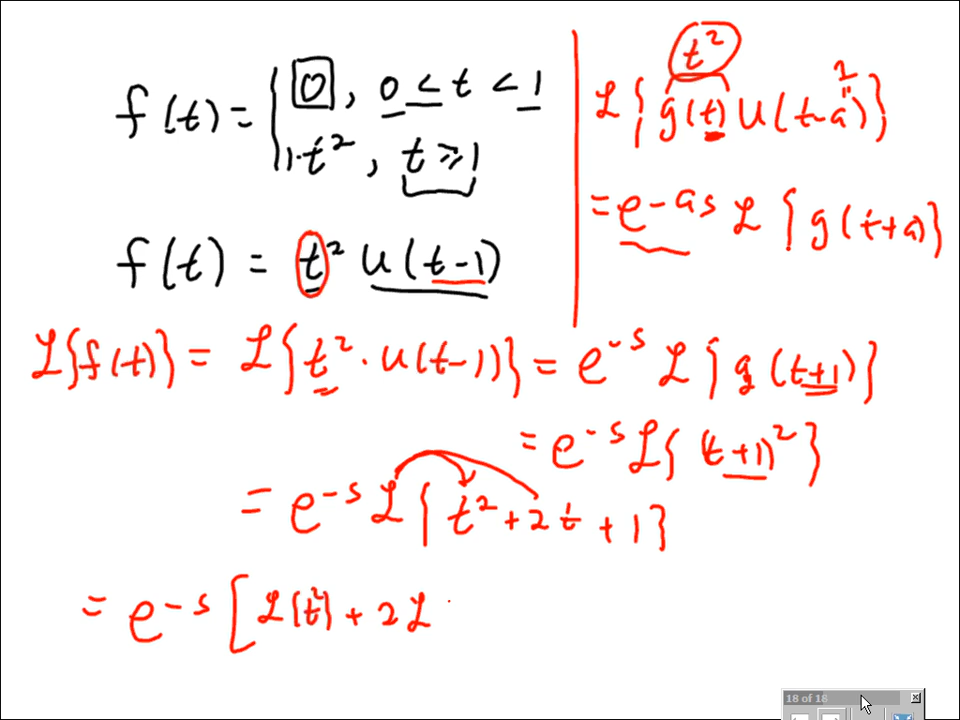 f(t) = { 0, 0 < t < 1
1·t², t ≥ 1
f(t) = t² u(t-1)
t²
1
ℒ{g(t) u(t-a)}
= e^{-as} ℒ{g(t+a)}
ℒ{f(t)} = ℒ{t² · u(t-1)} = e^{-s} ℒ{g(t+1)}
= e^{-s} ℒ{(t+1)²}
= e^{-s} ℒ{t² + 2t + 1}
= e^{-s} [ℒ{t²} + 2ℒ
18 of 18